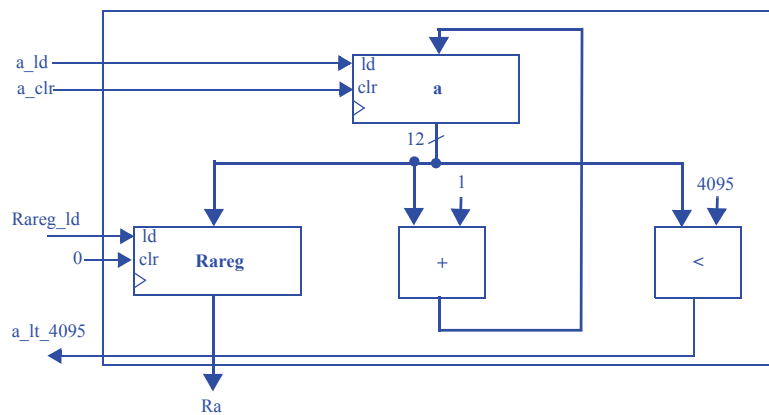 a_ld
ld
a_clr
clr
a
12
1
4095
Rareg_ld
ld
0
clr
Rareg
+
<
a_lt_4095
Ra